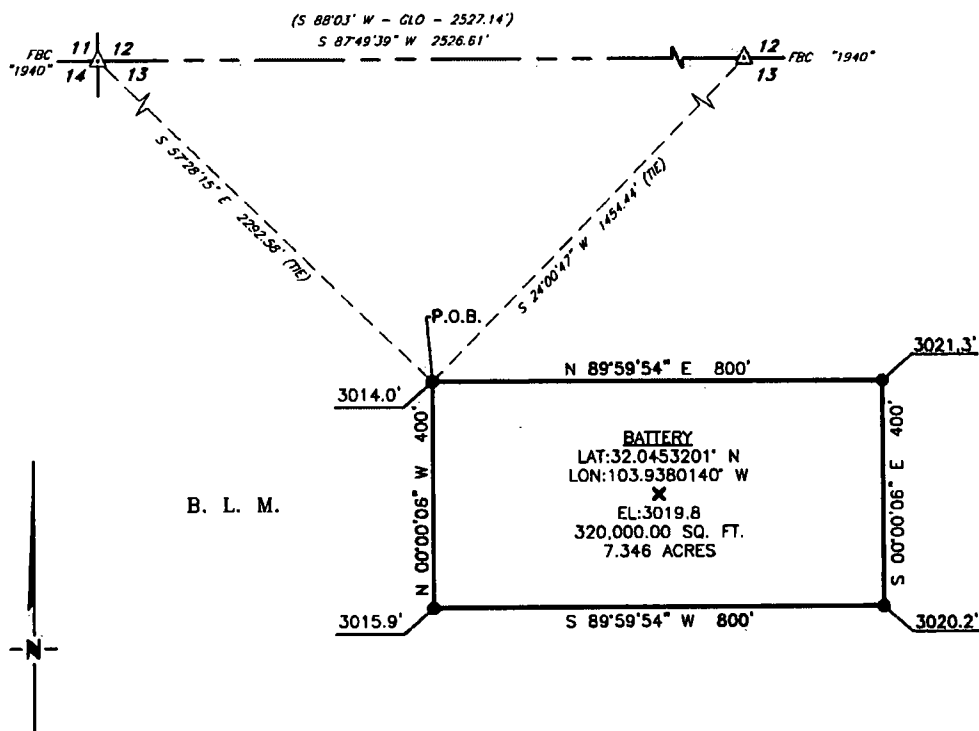 (S 88°03' W - GLO - 2527.14')
S 87°49'39" W 2526.61'
FBC
"1940"
11 12
14 13
12
13
FBC "1940"
S 57°28'15" E 2292.58' (TIE)
S 24°00'47" W 1454.44' (TIE)
P.O.B.
3014.0'
N 89°59'54" E 800'
3021.3'
N 00°00'06" W 400'
BATTERY
LAT:32.0453201° N
LON:103.9380140° W
EL:3019.8
320,000.00 SQ. FT.
7.346 ACRES
S 00°00'06" E 400'
B. L. M.
3015.9'
S 89°59'54" W 800'
3020.2'
-N-